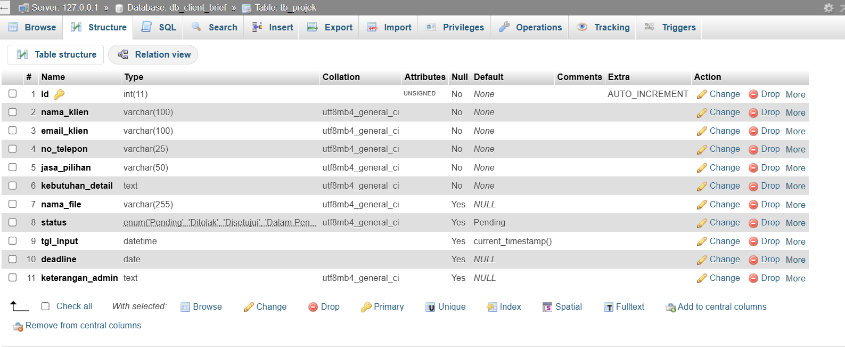 Server: 127.0.0.1 » Database: db_client_brief » Table: tb_projek
Browse Structure SQL Search Insert Export Import Privileges Operations Tracking Triggers
Table structure Relation view
# Name Type Collation Attributes Null Default Comments Extra Action
1 id int(11) UNSIGNED No None AUTO_INCREMENT Change Drop More
2 nama_klien varchar(100) utf8mb4_general_ci No None Change Drop More
3 email_klien varchar(100) utf8mb4_general_ci No None Change Drop More
4 no_telepon varchar(25) utf8mb4_general_ci No None Change Drop More
5 jasa_pilihan varchar(50) utf8mb4_general_ci No None Change Drop More
6 kebutuhan_detail text utf8mb4_general_ci No None Change Drop More
7 nama_file varchar(255) utf8mb4_general_ci Yes NULL Change Drop More
8 status enum('Pending', 'Ditolak', 'Disetujui', 'Dalam Pen... utf8mb4_general_ci Yes Pending Change Drop More
9 tgl_input datetime Yes current_timestamp() Change Drop More
10 deadline date Yes NULL Change Drop More
11 keterangan_admin text utf8mb4_general_ci Yes NULL Change Drop More
Check all With selected: Browse Change Drop Primary Unique Index Spatial Fulltext Add to central columns
Remove from central columns